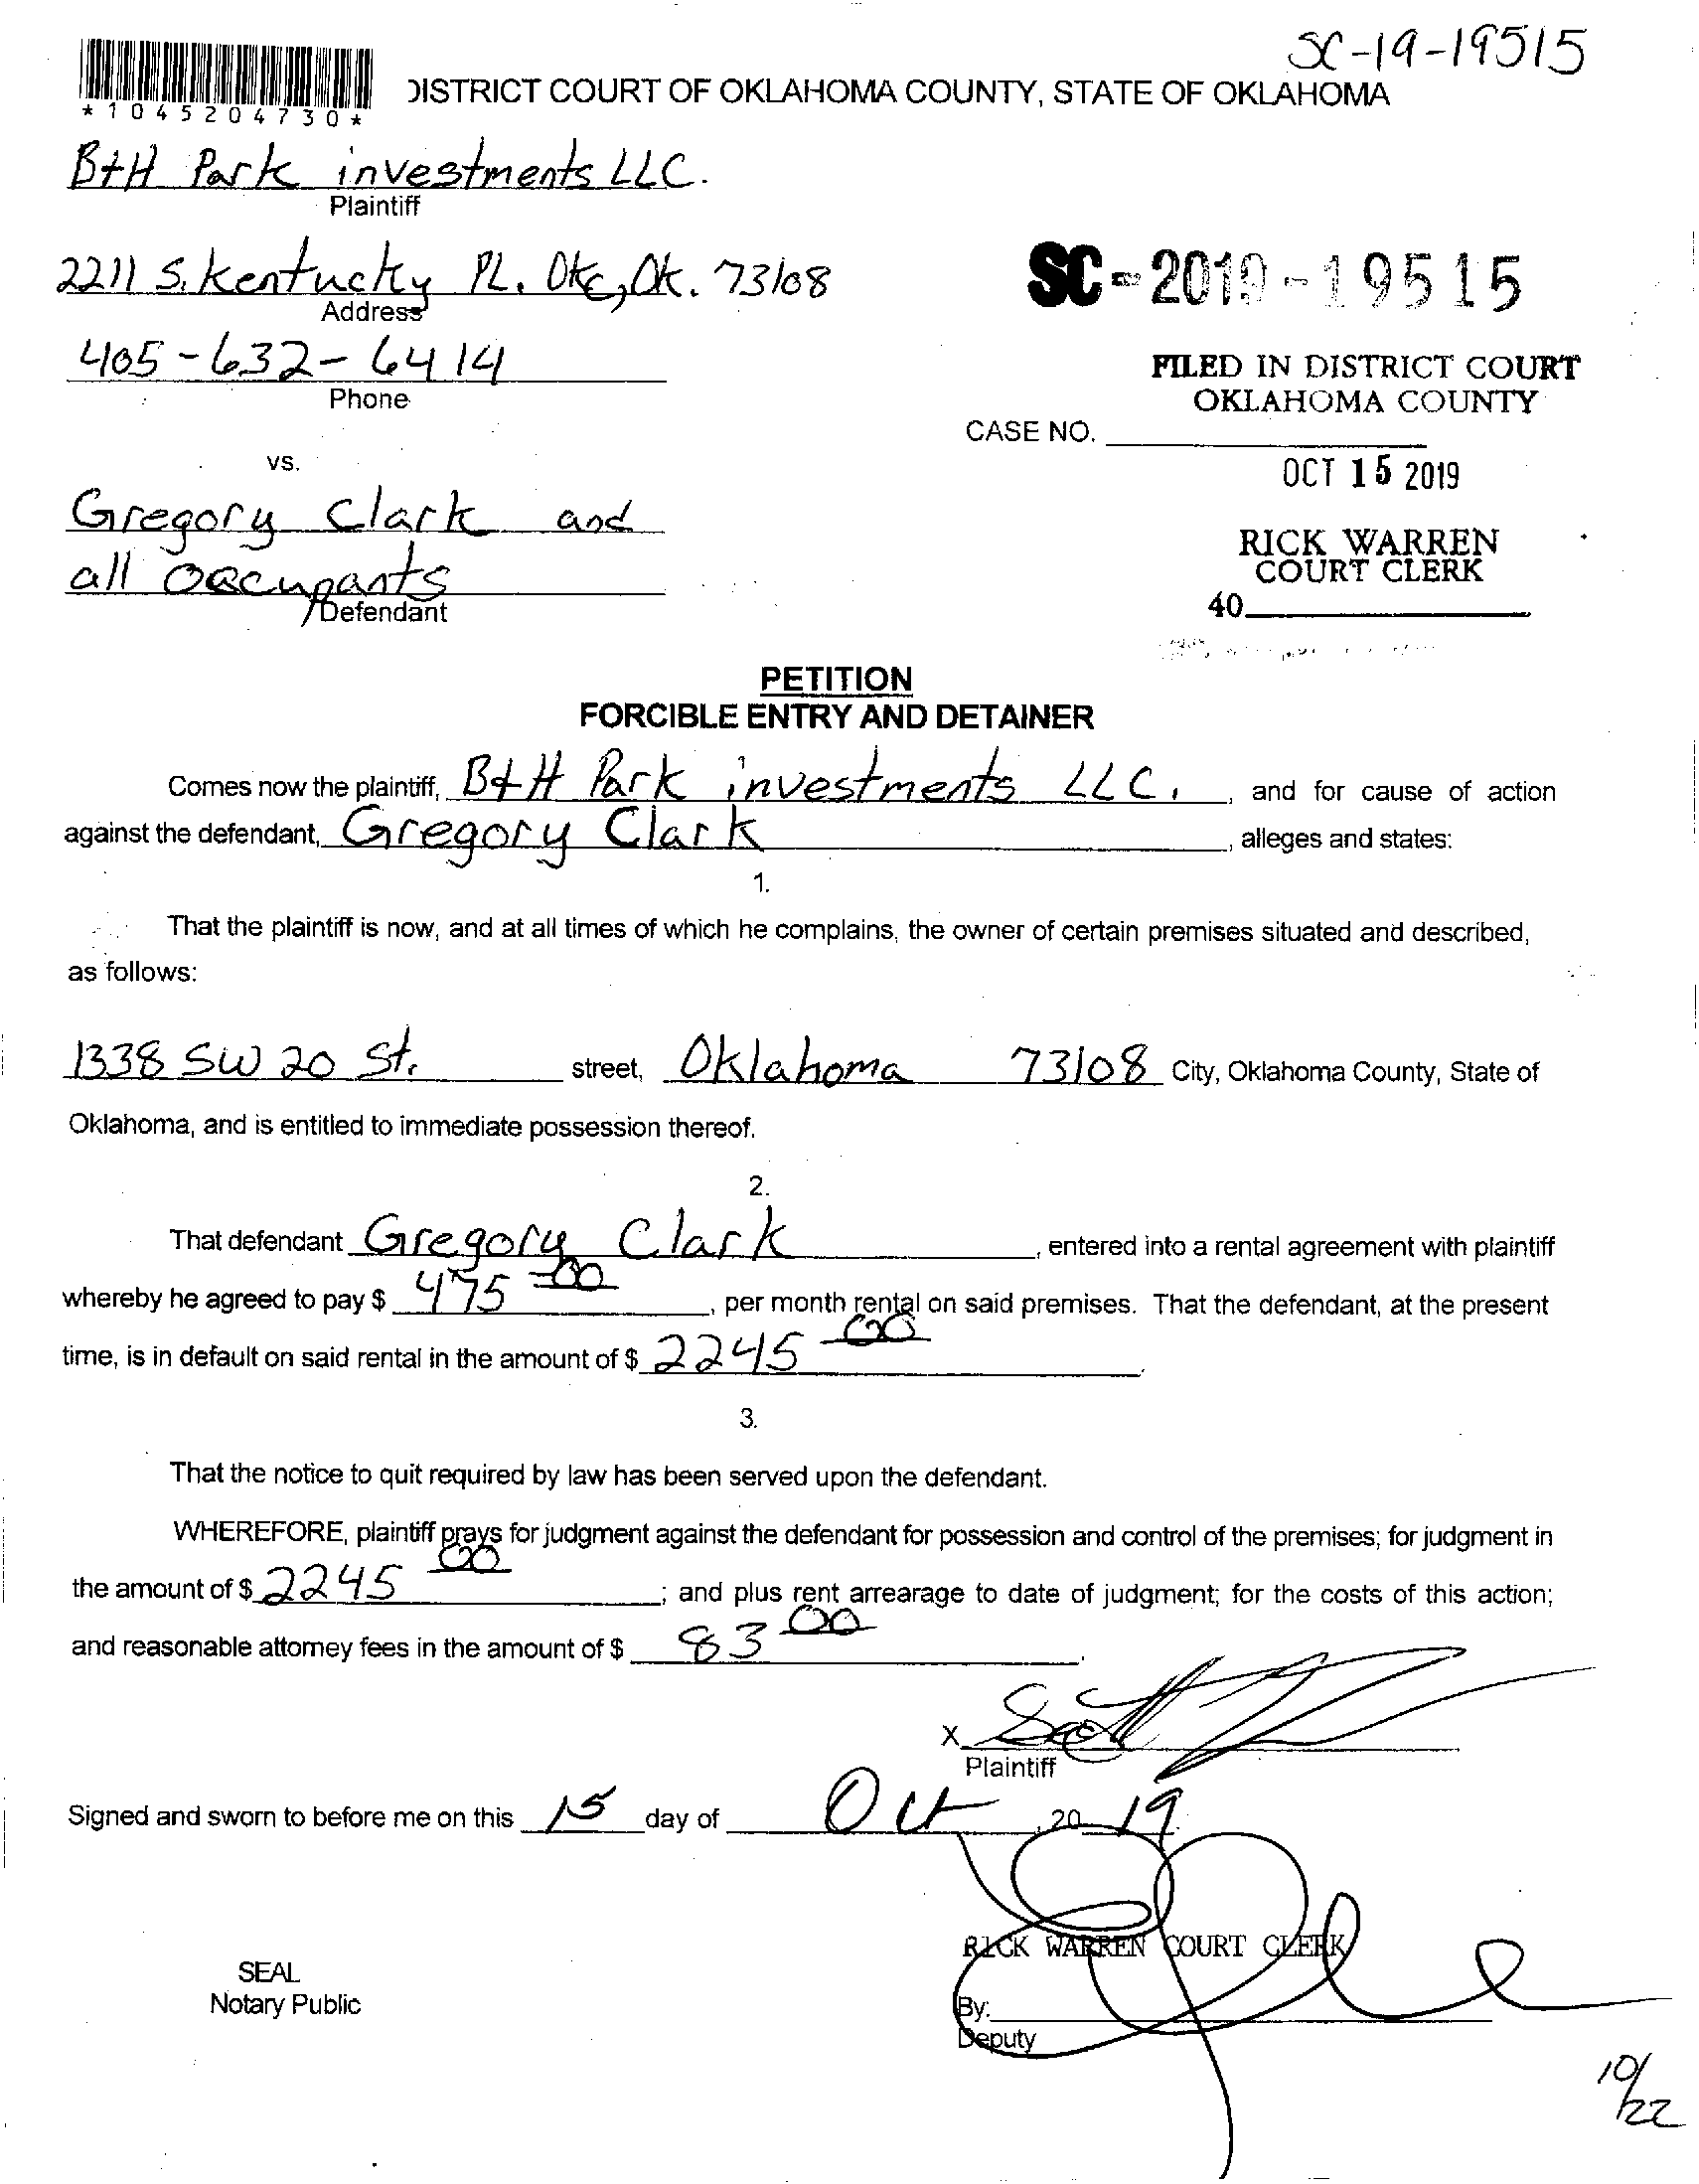 SC-19-19515
*1045204730*
DISTRICT COURT OF OKLAHOMA COUNTY, STATE OF OKLAHOMA
B+H Park investments LLC.
Plaintiff
2211 S. Kentucky PL. Okc, Ok. 73108
Address
SC-2019-19515
405-632-6414
Phone
FILED IN DISTRICT COURT
OKLAHOMA COUNTY
CASE NO.
vs.
OCT 15 2019
Gregory Clark and
all occupants
Defendant
RICK WARREN
COURT CLERK
40
PETITION
FORCIBLE ENTRY AND DETAINER
Comes now the plaintiff, B+H Park investments LLC., and for cause of action
against the defendant, Gregory Clark, alleges and states:
1.
That the plaintiff is now, and at all times of which he complains, the owner of certain premises situated and described,
as follows:
1338 SW 20 St. street, Oklahoma 73108 City, Oklahoma County, State of
Oklahoma, and is entitled to immediate possession thereof.
2.
That defendant Gregory Clark, entered into a rental agreement with plaintiff
whereby he agreed to pay $ 475 00, per month rental on said premises. That the defendant, at the present
time, is in default on said rental in the amount of $ 2245 00.
3.
That the notice to quit required by law has been served upon the defendant.
WHEREFORE, plaintiff prays for judgment against the defendant for possession and control of the premises; for judgment in
the amount of $ 2245 00; and plus rent arrearage to date of judgment; for the costs of this action;
and reasonable attorney fees in the amount of $ 83 00.
X
Plaintiff
Signed and sworn to before me on this 15 day of Oct, 20 19.
RICK WARREN COURT CLERK
SEAL
Notary Public
By:
Deputy
10/22